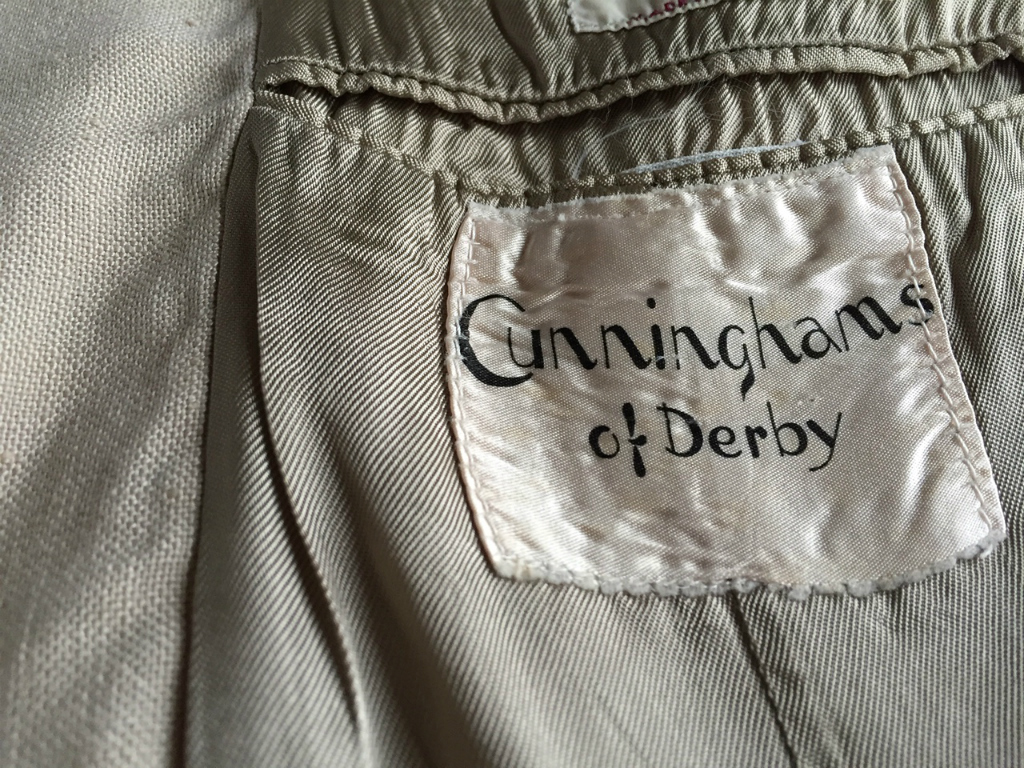 Cunninghams
of Derby